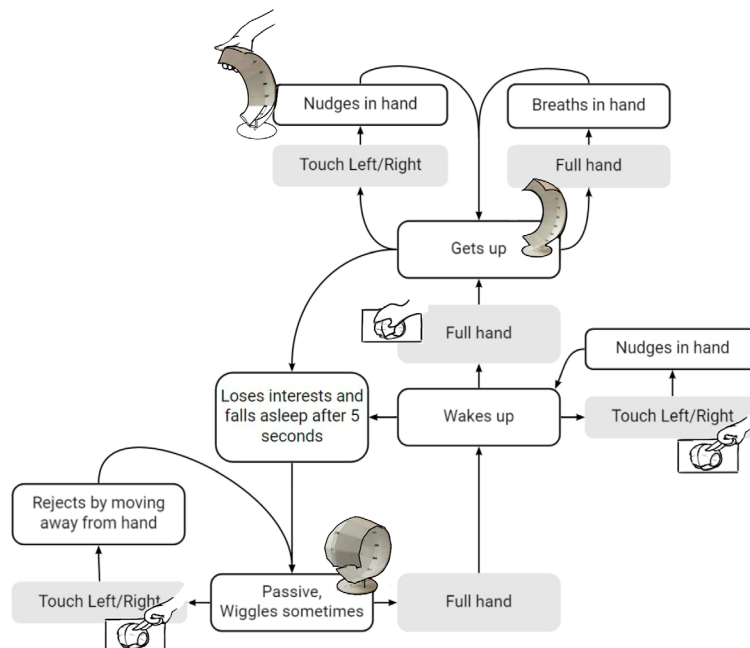 Nudges in hand
Breaths in hand
Touch Left/Right
Full hand
Gets up
Full hand
Nudges in hand
Loses interests and
falls asleep after 5
seconds
Wakes up
Touch Left/Right
Rejects by moving
away from hand
Touch Left/Right
Passive,
Wiggles sometimes
Full hand